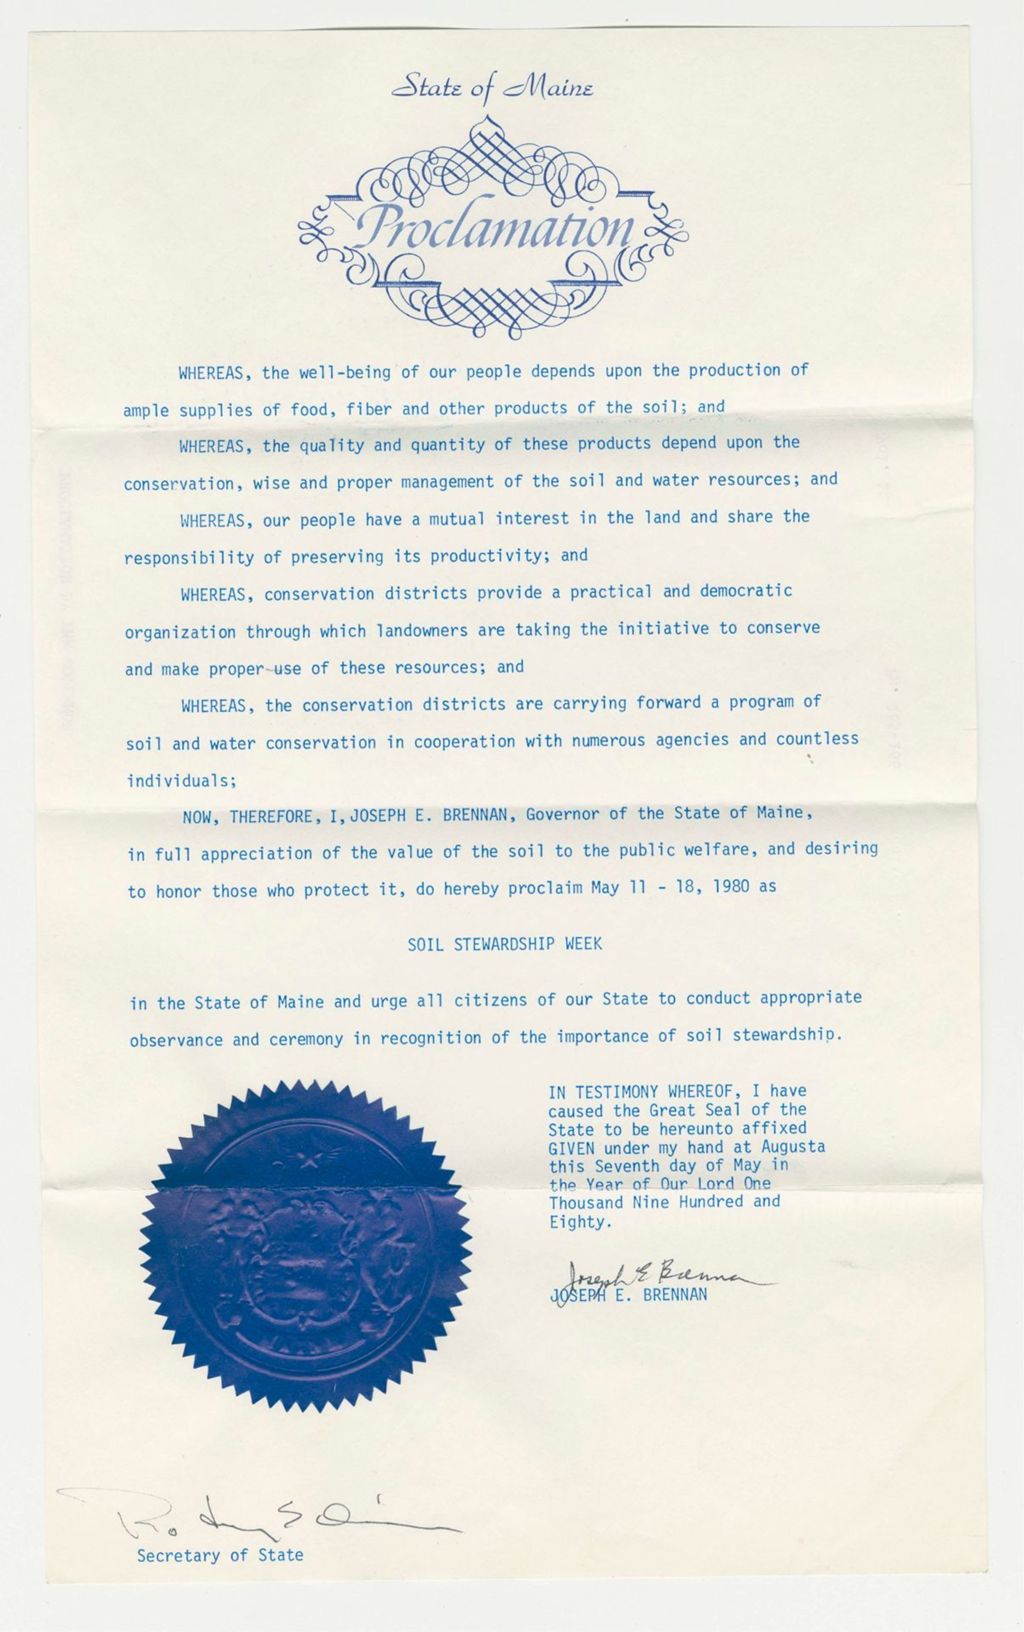 State of Maine
Proclamation
WHEREAS, the well-being of our people depends upon the production of
ample supplies of food, fiber and other products of the soil; and
WHEREAS, the quality and quantity of these products depend upon the
conservation, wise and proper management of the soil and water resources; and
WHEREAS, our people have a mutual interest in the land and share the
responsibility of preserving its productivity; and
WHEREAS, conservation districts provide a practical and democratic
organization through which landowners are taking the initiative to conserve
and make proper use of these resources; and
WHEREAS, the conservation districts are carrying forward a program of
soil and water conservation in cooperation with numerous agencies and countless
individuals;
NOW, THEREFORE, I, JOSEPH E. BRENNAN, Governor of the State of Maine,
in full appreciation of the value of the soil to the public welfare, and desiring
to honor those who protect it, do hereby proclaim May 11 - 18, 1980 as
SOIL STEWARDSHIP WEEK
in the State of Maine and urge all citizens of our State to conduct appropriate
observance and ceremony in recognition of the importance of soil stewardship.
IN TESTIMONY WHEREOF, I have
caused the Great Seal of the
State to be hereunto affixed
GIVEN under my hand at Augusta
this Seventh day of May in
the Year of Our Lord One
Thousand Nine Hundred and
Eighty.
Joseph E Brennan
JOSEPH E. BRENNAN
Secretary of State